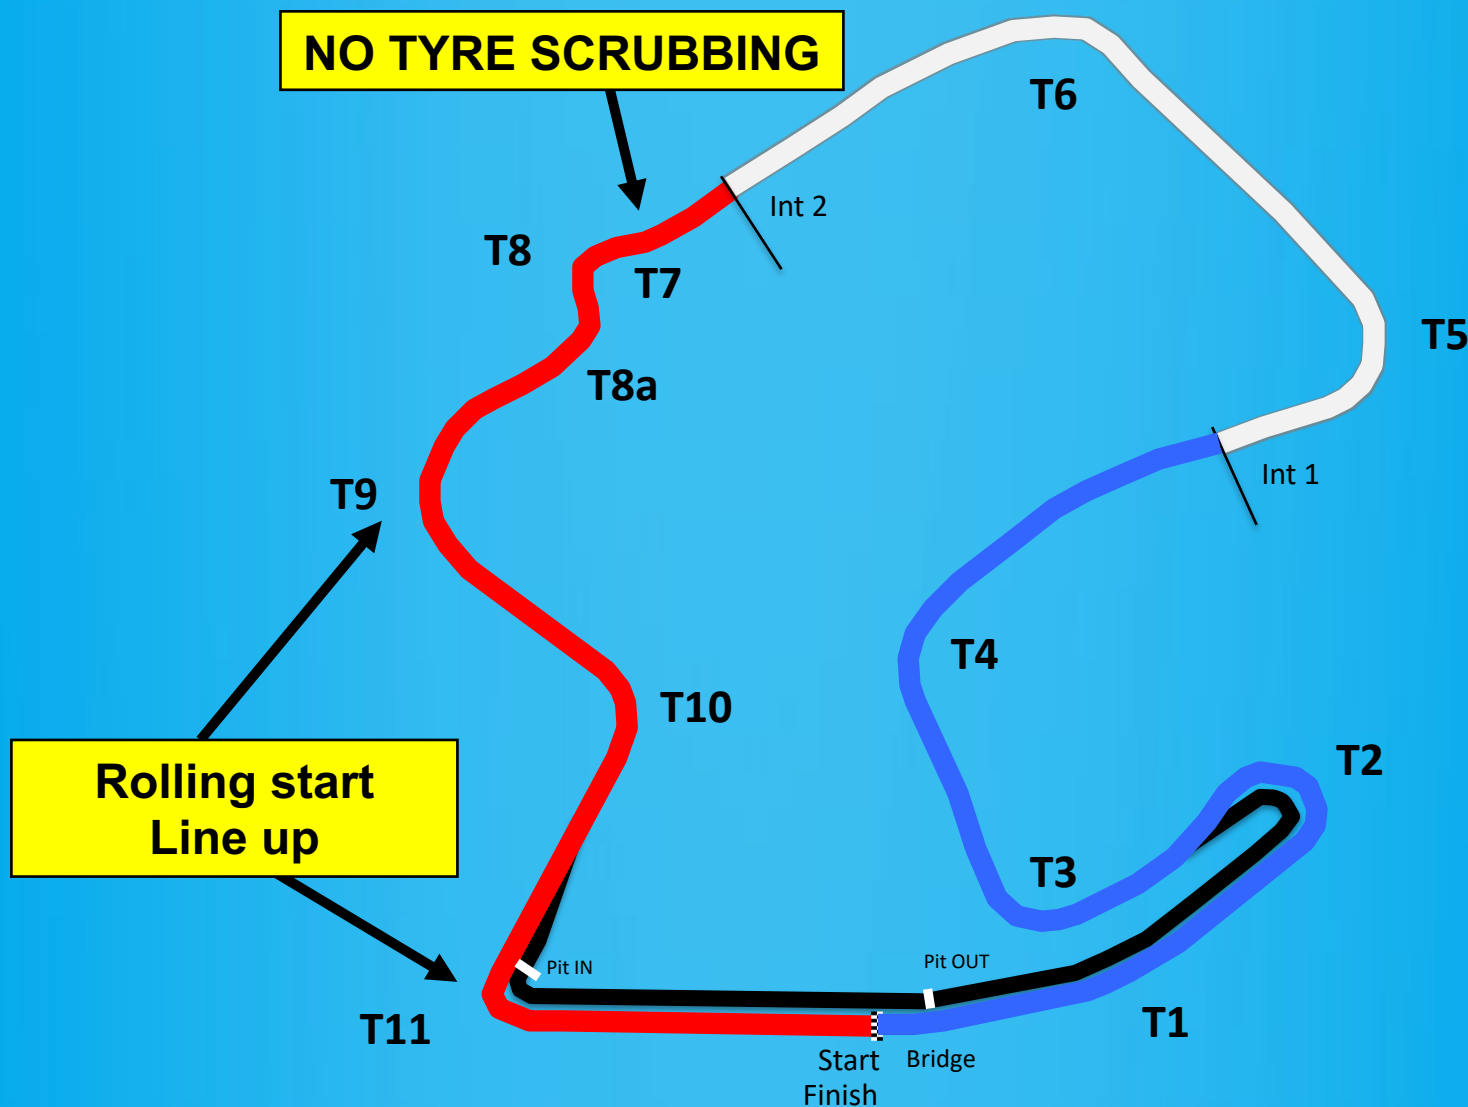 NO TYRE SCRUBBING
T6
Int 2
T8
T7
T5
T8a
Int 1
T9
T4
T10
T2
Rolling start
Line up
T3
Pit IN
Pit OUT
T11
T1
Start
Finish
Bridge